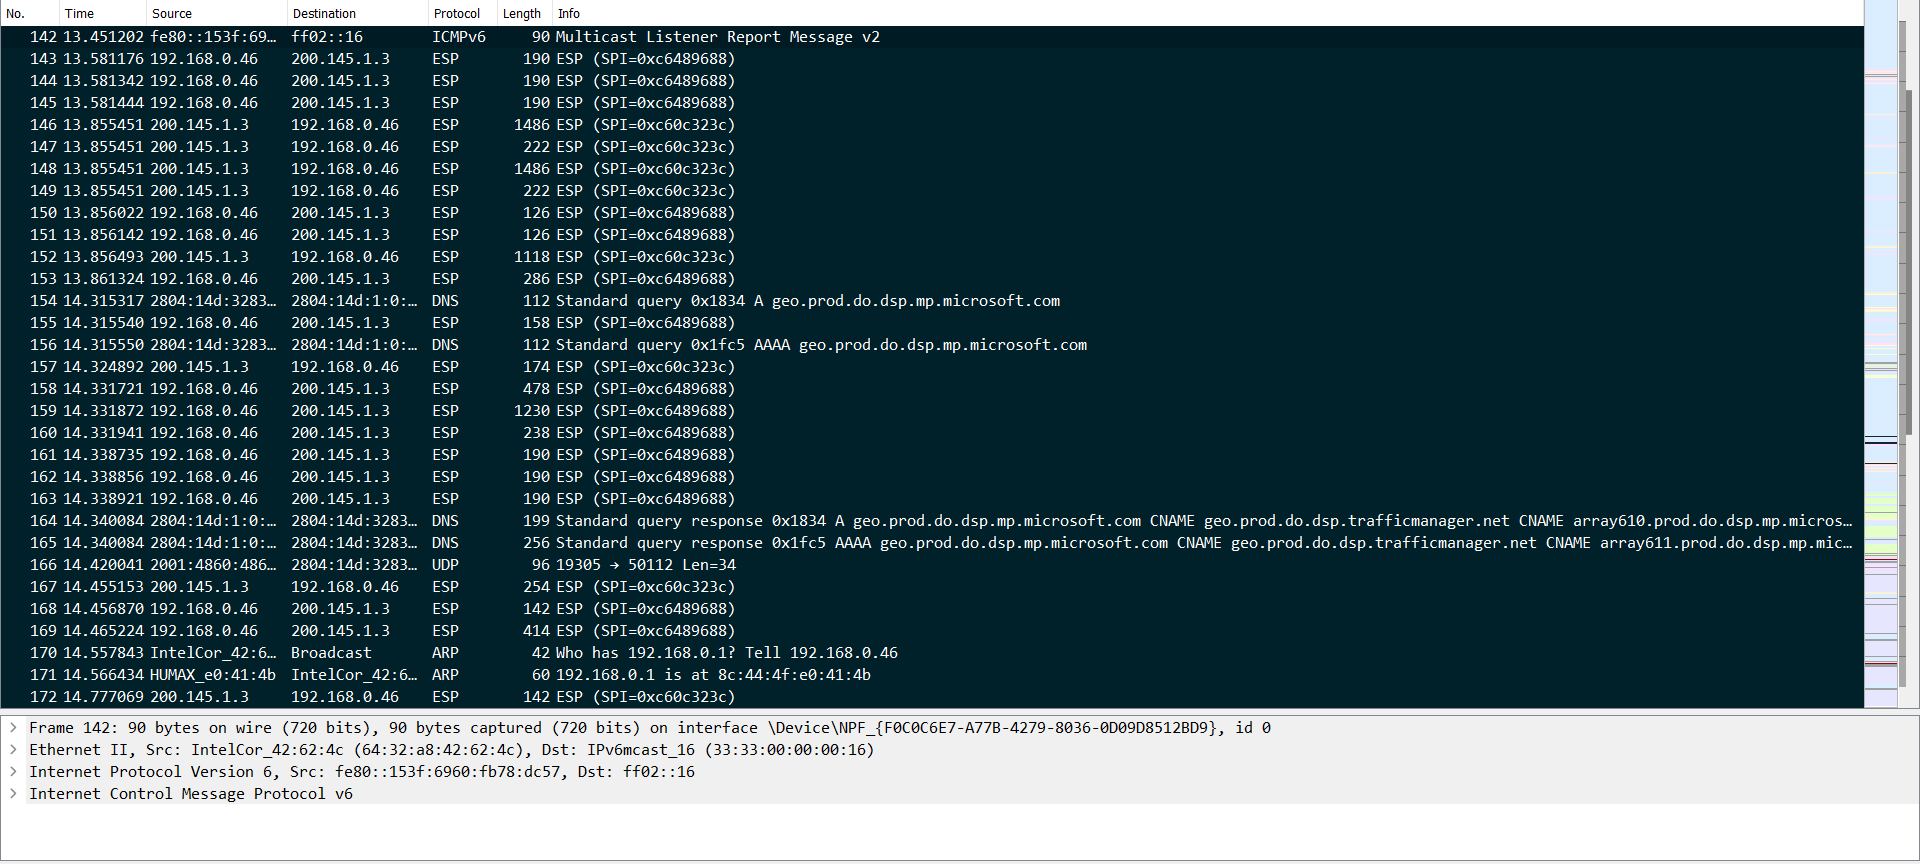 No. Time Source Destination Protocol Length Info
142 13.451202 fe80::153f:69… ff02::16 ICMPv6 90 Multicast Listener Report Message v2
143 13.581176 192.168.0.46 200.145.1.3 ESP 190 ESP (SPI=0xc6489688)
144 13.581342 192.168.0.46 200.145.1.3 ESP 190 ESP (SPI=0xc6489688)
145 13.581444 192.168.0.46 200.145.1.3 ESP 190 ESP (SPI=0xc6489688)
146 13.855451 200.145.1.3 192.168.0.46 ESP 1486 ESP (SPI=0xc60c323c)
147 13.855451 200.145.1.3 192.168.0.46 ESP 222 ESP (SPI=0xc60c323c)
148 13.855451 200.145.1.3 192.168.0.46 ESP 1486 ESP (SPI=0xc60c323c)
149 13.855451 200.145.1.3 192.168.0.46 ESP 222 ESP (SPI=0xc60c323c)
150 13.856022 192.168.0.46 200.145.1.3 ESP 126 ESP (SPI=0xc6489688)
151 13.856142 192.168.0.46 200.145.1.3 ESP 126 ESP (SPI=0xc6489688)
152 13.856493 200.145.1.3 192.168.0.46 ESP 1118 ESP (SPI=0xc60c323c)
153 13.861324 192.168.0.46 200.145.1.3 ESP 286 ESP (SPI=0xc6489688)
154 14.315317 2804:14d:3283… 2804:14d:1:0:… DNS 112 Standard query 0x1834 A geo.prod.do.dsp.mp.microsoft.com
155 14.315540 192.168.0.46 200.145.1.3 ESP 158 ESP (SPI=0xc6489688)
156 14.315550 2804:14d:3283… 2804:14d:1:0:… DNS 112 Standard query 0x1fc5 AAAA geo.prod.do.dsp.mp.microsoft.com
157 14.324892 200.145.1.3 192.168.0.46 ESP 174 ESP (SPI=0xc60c323c)
158 14.331721 192.168.0.46 200.145.1.3 ESP 478 ESP (SPI=0xc6489688)
159 14.331872 192.168.0.46 200.145.1.3 ESP 1230 ESP (SPI=0xc6489688)
160 14.331941 192.168.0.46 200.145.1.3 ESP 238 ESP (SPI=0xc6489688)
161 14.338735 192.168.0.46 200.145.1.3 ESP 190 ESP (SPI=0xc6489688)
162 14.338856 192.168.0.46 200.145.1.3 ESP 190 ESP (SPI=0xc6489688)
163 14.338921 192.168.0.46 200.145.1.3 ESP 190 ESP (SPI=0xc6489688)
164 14.340084 2804:14d:1:0:… 2804:14d:3283… DNS 199 Standard query response 0x1834 A geo.prod.do.dsp.mp.microsoft.com CNAME geo.prod.do.dsp.trafficmanager.net CNAME array610.prod.do.dsp.mp.micros…
165 14.340084 2804:14d:1:0:… 2804:14d:3283… DNS 256 Standard query response 0x1fc5 AAAA geo.prod.do.dsp.mp.microsoft.com CNAME geo.prod.do.dsp.trafficmanager.net CNAME array611.prod.do.dsp.mp.mic…
166 14.420041 2001:4860:486… 2804:14d:3283… UDP 96 19305 → 50112 Len=34
167 14.455153 200.145.1.3 192.168.0.46 ESP 254 ESP (SPI=0xc60c323c)
168 14.456870 192.168.0.46 200.145.1.3 ESP 142 ESP (SPI=0xc6489688)
169 14.465224 192.168.0.46 200.145.1.3 ESP 414 ESP (SPI=0xc6489688)
170 14.557843 IntelCor_42:6… Broadcast ARP 42 Who has 192.168.0.1? Tell 192.168.0.46
171 14.566434 HUMAX_e0:41:4b IntelCor_42:6… ARP 60 192.168.0.1 is at 8c:44:4f:e0:41:4b
172 14.777069 200.145.1.3 192.168.0.46 ESP 142 ESP (SPI=0xc60c323c)
Frame 142: 90 bytes on wire (720 bits), 90 bytes captured (720 bits) on interface \Device\NPF_{F0C0C6E7-A77B-4279-8036-0D09D8512BD9}, id 0
Ethernet II, Src: IntelCor_42:62:4c (64:32:a8:42:62:4c), Dst: IPv6mcast_16 (33:33:00:00:00:16)
Internet Protocol Version 6, Src: fe80::153f:6960:fb78:dc57, Dst: ff02::16
Internet Control Message Protocol v6